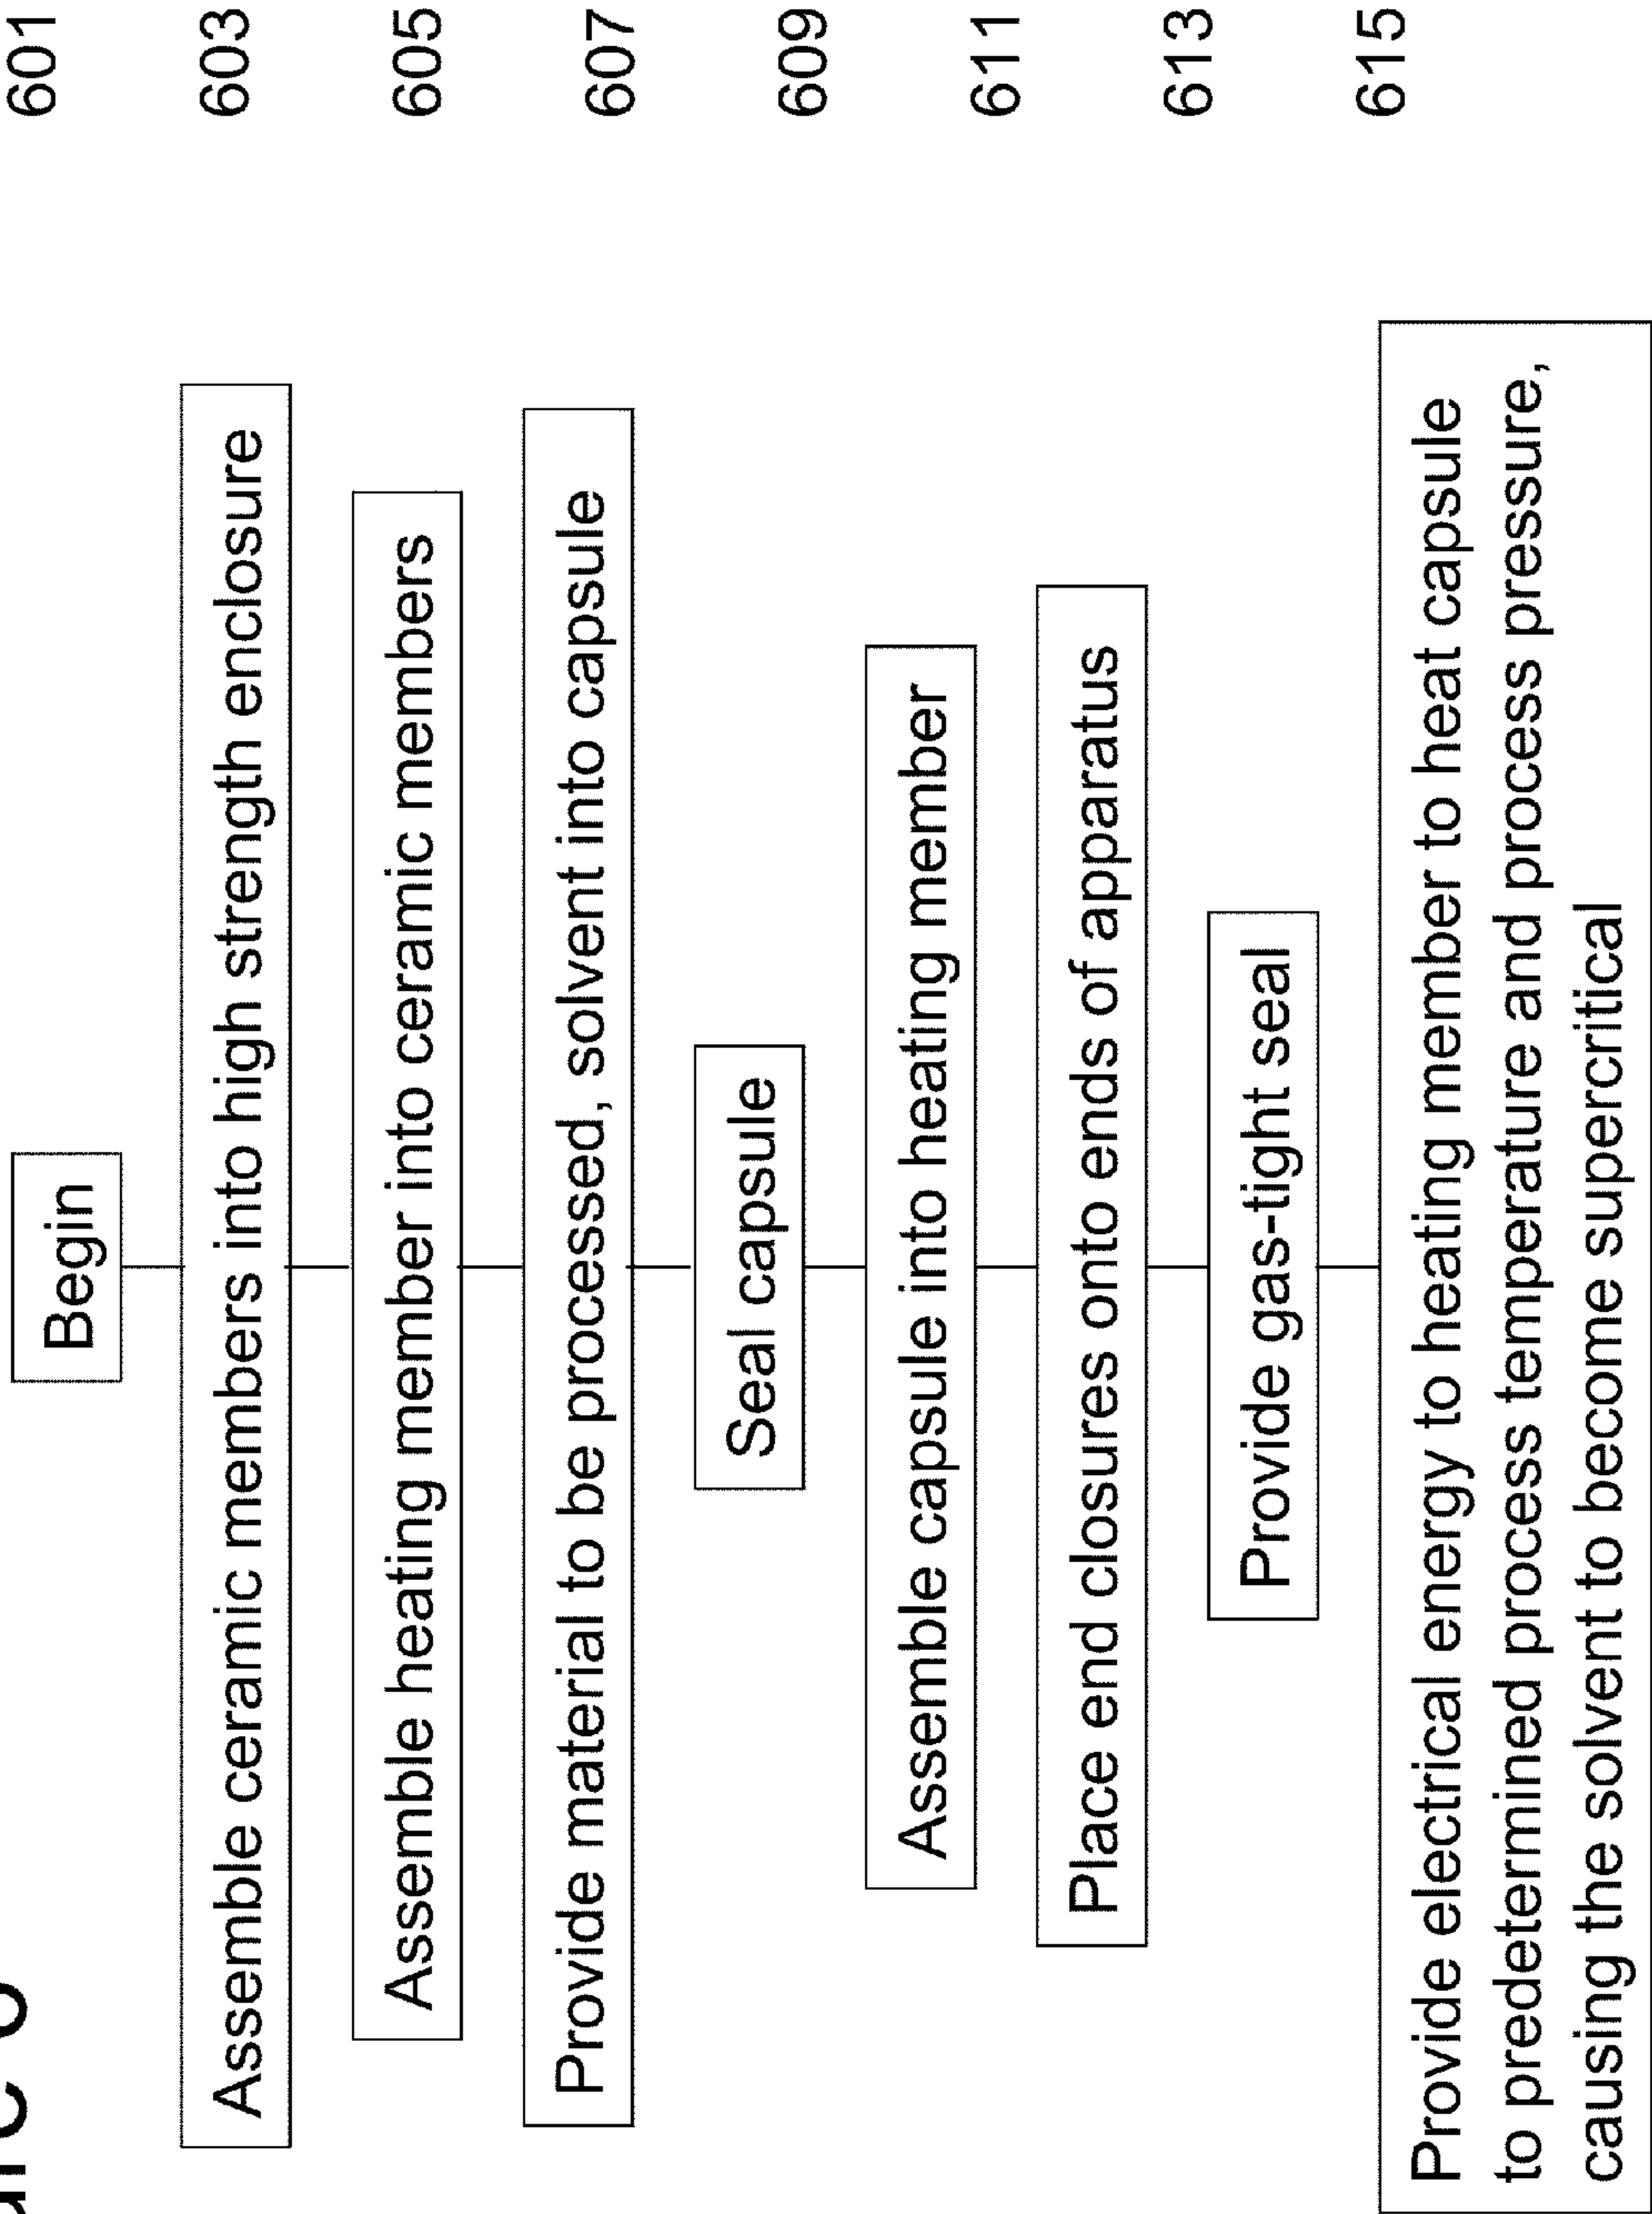 Begin
601
Assemble ceramic members into high strength enclosure
603
Assemble heating member into ceramic members
605
Provide material to be processed, solvent into capsule
607
Seal capsule
609
Assemble capsule into heating member
611
Place end closures onto ends of apparatus
613
Provide gas-tight seal
615
Provide electrical energy to heating member to heat capsule
to predetermined process temperature and process pressure,
causing the solvent to become supercritical